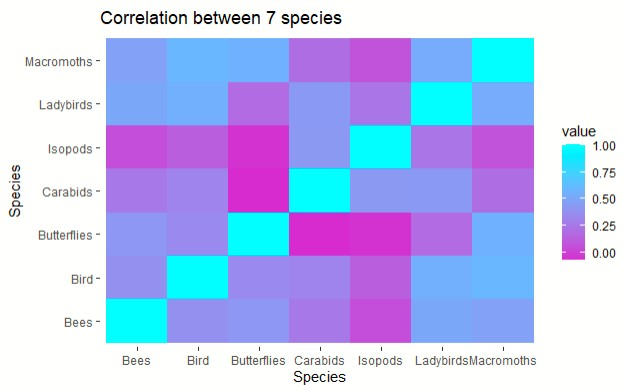 Correlation between 7 species
Species
Macromoths
Ladybirds
Isopods
Carabids
Butterflies
Bird
Bees
Bees Bird Butterflies Carabids Isopods Ladybirds Macromoths
Species
value
1.00
0.75
0.50
0.25
0.00